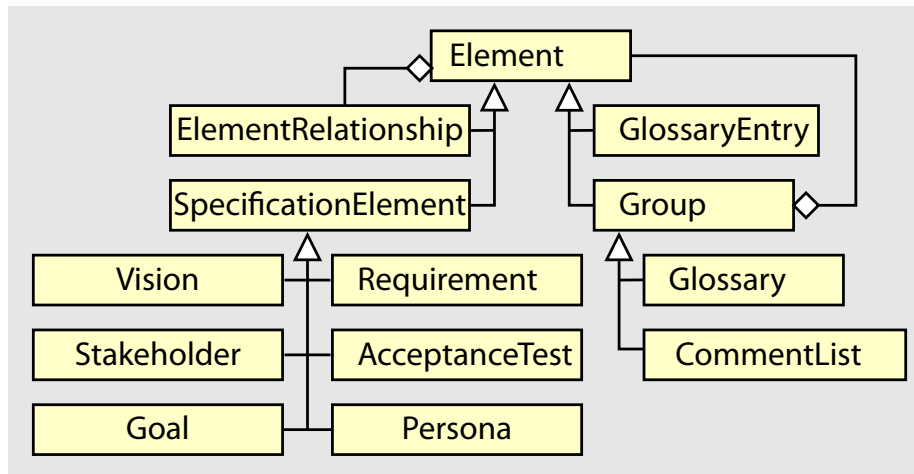 Element
ElementRelationship
GlossaryEntry
SpecificationElement
Group
Vision
Requirement
Glossary
Stakeholder
AcceptanceTest
CommentList
Goal
Persona